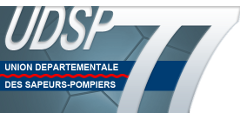 UDSP
77
UNION DEPARTEMENTALE
DES SAPEURS-POMPIERS